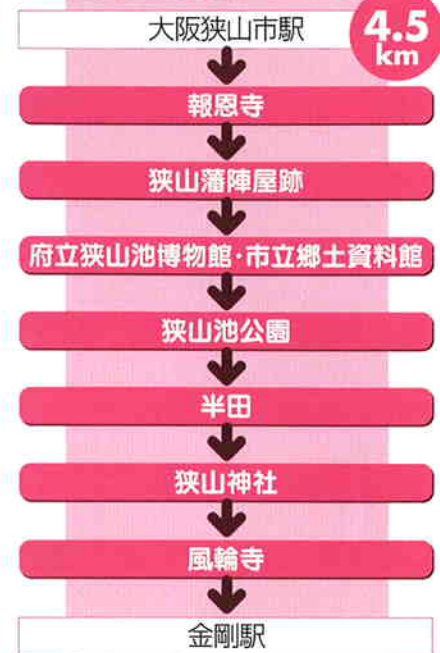 大阪狭山市駅
4.5
km
報恩寺
狭山藩陣屋跡
府立狭山池博物館・市立郷土資料館
狭山池公園
半田
狭山神社
風輪寺
金剛駅